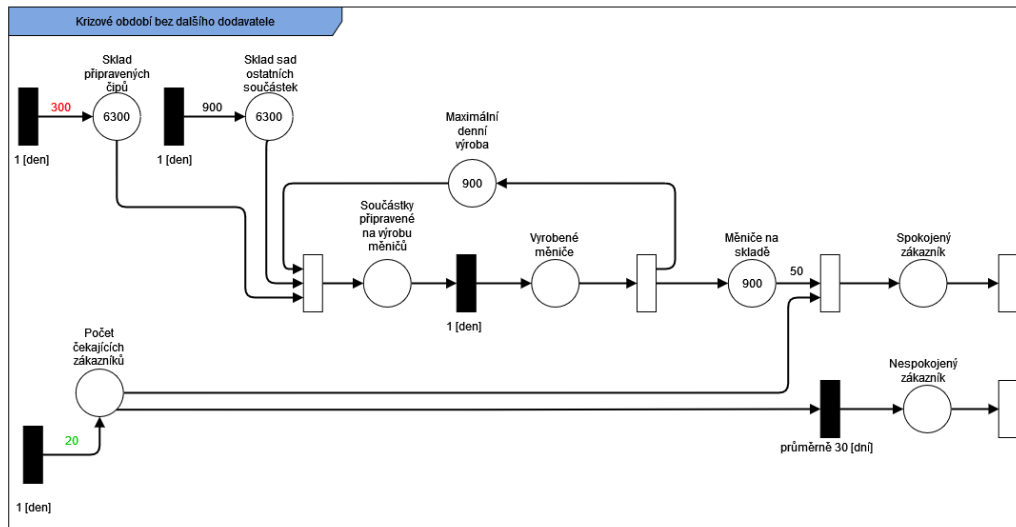 Krizové období bez dalšího dodavatele
Sklad
připravených
čipů
Sklad sad
ostatních
součástek
300
6300
900
6300
1 [den]
1 [den]
Maximální
denní
výroba
900
Součástky
připravené
na výrobu
měničů
Vyrobené
měniče
Měniče na
skladě
Spokojený
zákazník
50
900
1 [den]
Počet
čekajících
zákazníků
Nespokojený
zákazník
20
průměrně 30 [dní]
1 [den]